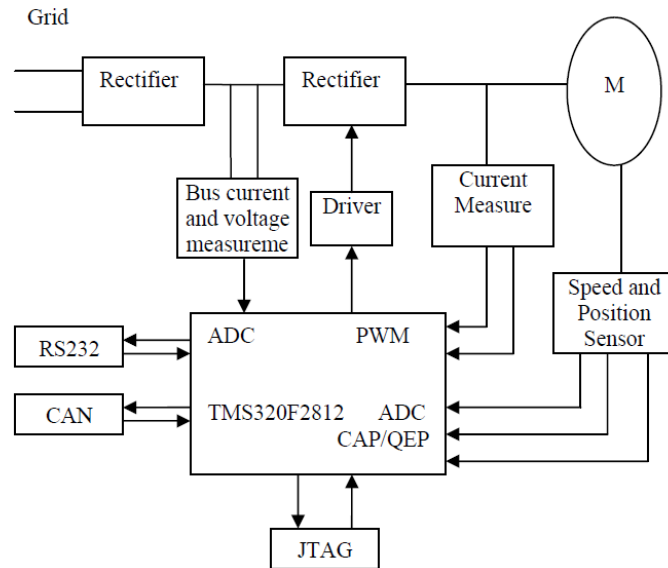 Grid
Rectifier
Rectifier
M
Bus current
and voltage
measureme
Driver
Current
Measure
Speed and
Position
Sensor
ADC
PWM
RS232
CAN
TMS320F2812
ADC
CAP/QEP
JTAG